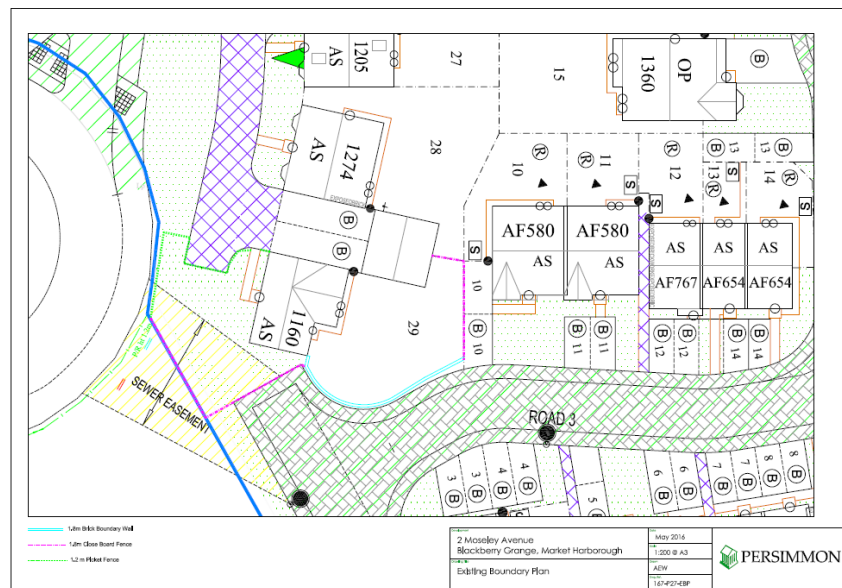 1205
AS
27
15
1360
OP
B
1274
AS
28
10
R
11
R
12
R
B
13
B
13
13
R
14
R
S
S
S
S
B
B
AF580
AF580
AS
AS
AS
AS
AS
AF767
AF654
AF654
S
10
B
10
1160
AS
29
B
B
11
11
B
B
12
12
B
B
14
14
SEWER EASEMENT
ROAD 3
3
B
4
B
4
B
5
6
B
6
B
7
B
7
B
8
B
8
B
1.8m Brick Boundary Wall
1.8m Close Board Fence
1.2 m Picket Fence
2 Moseley Avenue
Blackberry Grange, Market Harborough
Existing Boundary Plan
May 2016
1:200 @ A3
AEW
167-P27-EBP
PERSIMMON